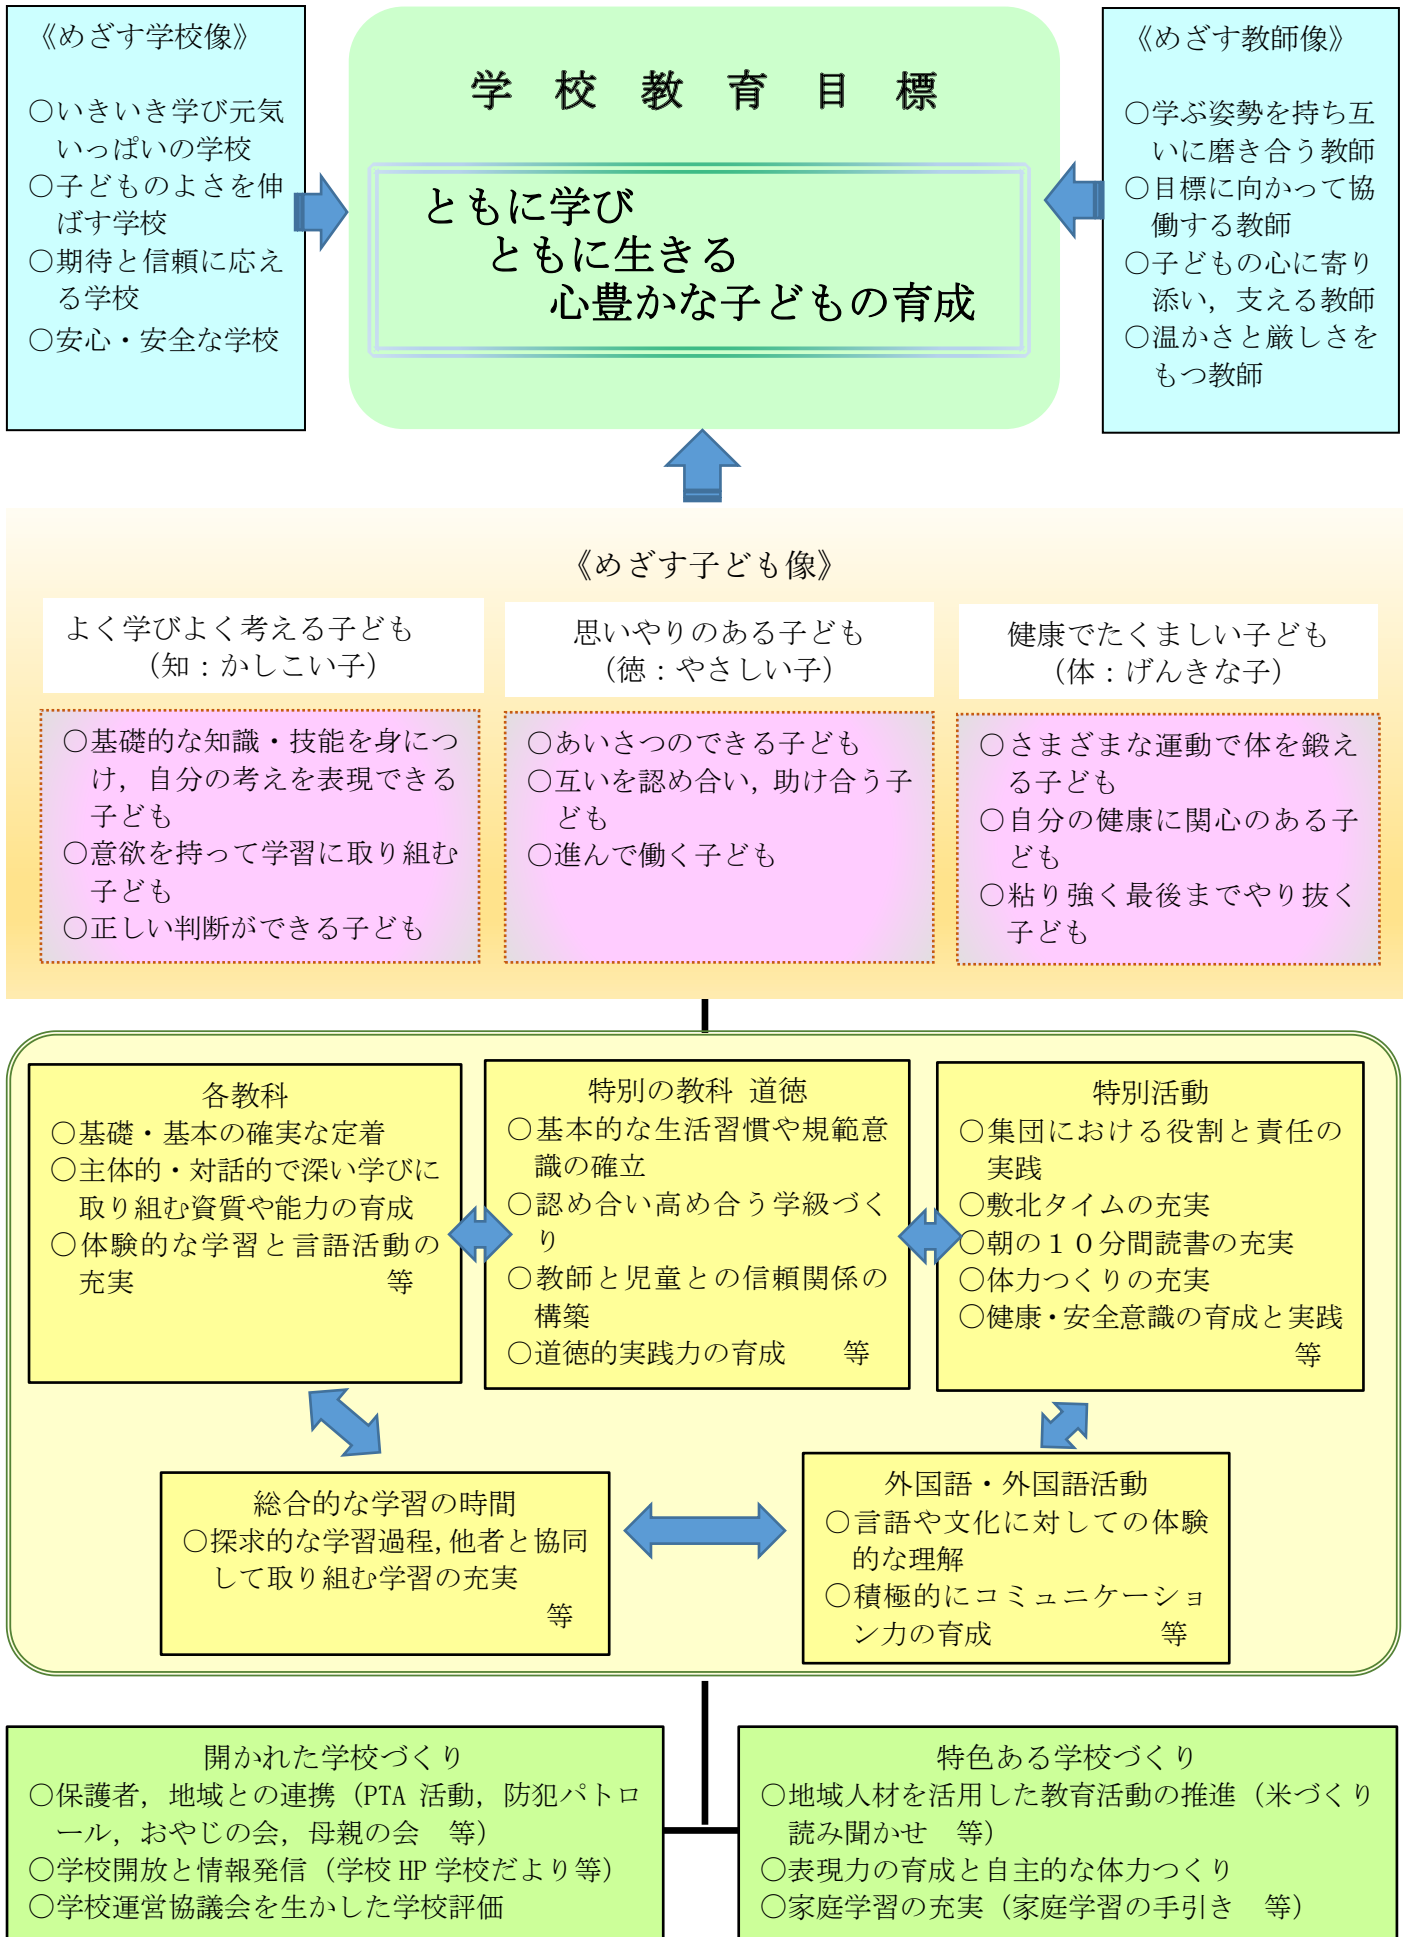 《めざす学校像》
○いきいき学び元気
いっぱいの学校
○子どものよさを伸
ばす学校
○期待と信頼に応え
る学校
○安心・安全な学校
学 校 教 育 目 標
ともに学び
ともに生きる
心豊かな子どもの育成
《めざす教師像》
○学ぶ姿勢を持ち互
いに磨き合う教師
○目標に向かって協
働する教師
○子どもの心に寄り
添い，支える教師
○温かさと厳しさを
もつ教師
《めざす子ども像》
よく学びよく考える子ども
（知：かしこい子）
○基礎的な知識・技能を身につ
け，自分の考えを表現できる
子ども
○意欲を持って学習に取り組む
子ども
○正しい判断ができる子ども
思いやりのある子ども
（徳：やさしい子）
○あいさつのできる子ども
○互いを認め合い，助け合う子
ども
○進んで働く子ども
健康でたくましい子ども
（体：げんきな子）
○さまざまな運動で体を鍛え
る子ども
○自分の健康に関心のある子
ども
○粘り強く最後までやり抜く
子ども
各教科
○基礎・基本の確実な定着
○主体的・対話的で深い学びに
取り組む資質や能力の育成
○体験的な学習と言語活動の
充実　等
特別の教科 道徳
○基本的な生活習慣や規範意
識の確立
○認め合い高め合う学級づく
り
○教師と児童との信頼関係の
構築
○道徳的実践力の育成　等
特別活動
○集団における役割と責任の
実践
○敷北タイムの充実
○朝の１０分間読書の充実
○体力つくりの充実
○健康・安全意識の育成と実践
等
総合的な学習の時間
○探求的な学習過程，他者と協同
して取り組む学習の充実
等
外国語・外国語活動
○言語や文化に対しての体験
的な理解
○積極的にコミュニケーショ
ン力の育成　等
開かれた学校づくり
○保護者，地域との連携（PTA 活動，防犯パトロ
ール，おやじの会，母親の会　等）
○学校開放と情報発信（学校 HP 学校だより等）
○学校運営協議会を生かした学校評価
特色ある学校づくり
○地域人材を活用した教育活動の推進（米づくり
読み聞かせ　等）
○表現力の育成と自主的な体力つくり
○家庭学習の充実（家庭学習の手引き　等）